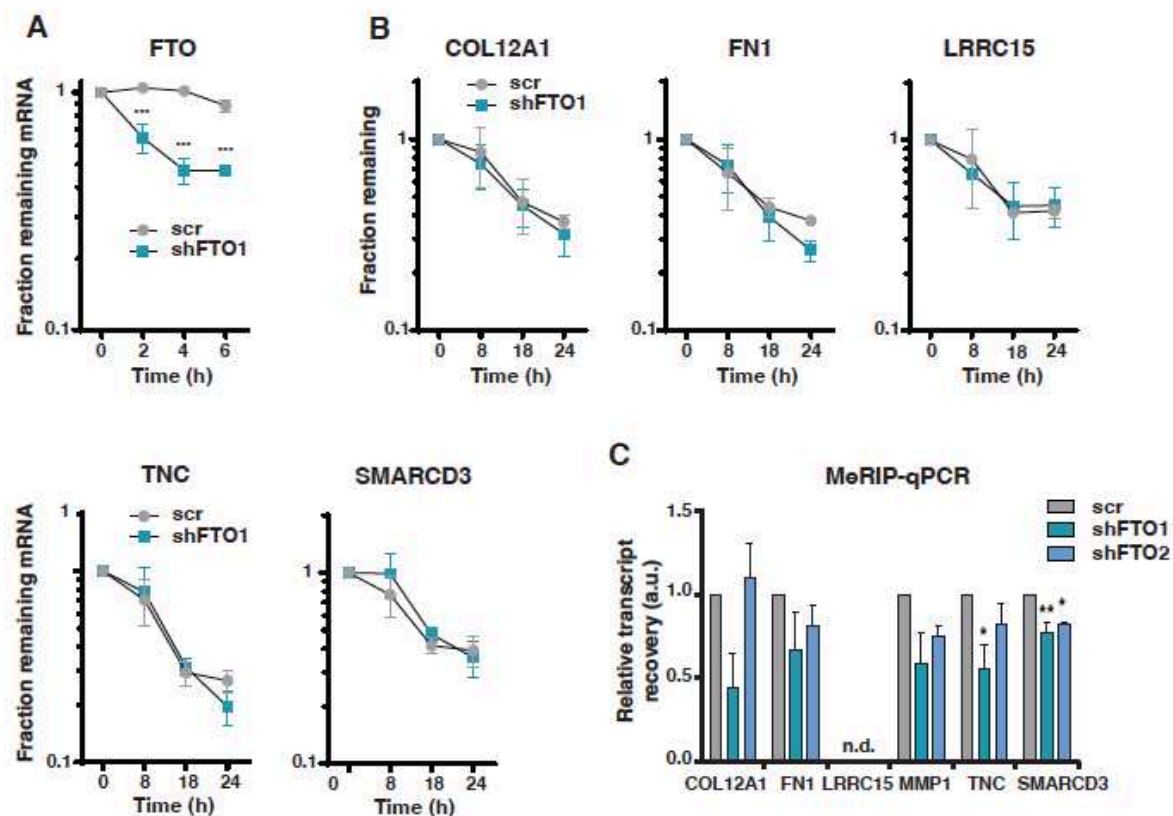 A
FTO
Fraction remaining mRNA
1
0.1
***
***
***
scr
shFTO1
0 2 4 6
Time (h)
B
COL12A1
scr
shFTO1
Fraction remaining
1
0.1
0 8 18 24
Time (h)
FN1
1
0.1
0 8 18 24
Time (h)
LRRC15
1
0.1
0 8 18 24
Time (h)
TNC
scr
shFTO1
Fraction remaining mRNA
1
0.1
0 8 18 24
Time (h)
SMARCD3
1
0.1
0 8 18 24
Time (h)
C
MeRIP-qPCR
scr
shFTO1
shFTO2
Relative transcript
recovery (a.u.)
1.5
1.0
0.5
0.0
n.d.
*
**
*
COL12A1 FN1 LRRC15 MMP1 TNC SMARCD3